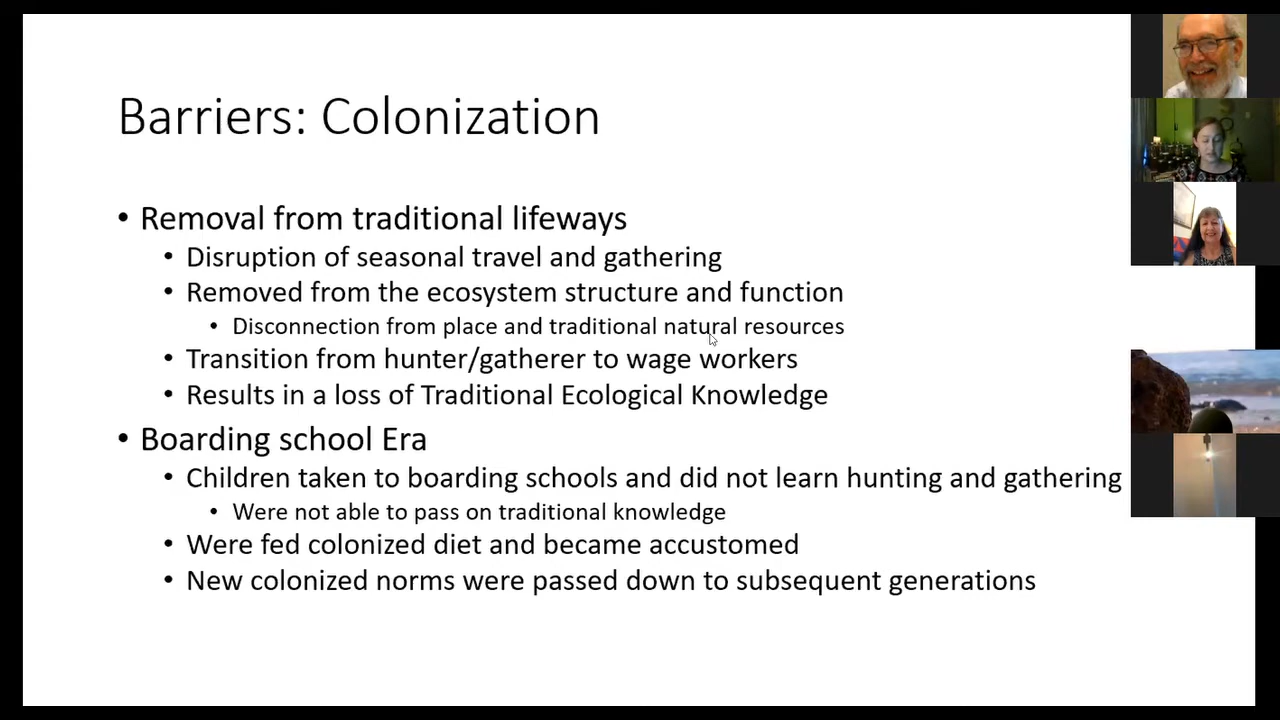 Barriers: Colonization
• Removal from traditional lifeways
• Disruption of seasonal travel and gathering
• Removed from the ecosystem structure and function
• Disconnection from place and traditional natural resources
• Transition from hunter/gatherer to wage workers
• Results in a loss of Traditional Ecological Knowledge
• Boarding school Era
• Children taken to boarding schools and did not learn hunting and gathering
• Were not able to pass on traditional knowledge
• Were fed colonized diet and became accustomed
• New colonized norms were passed down to subsequent generations